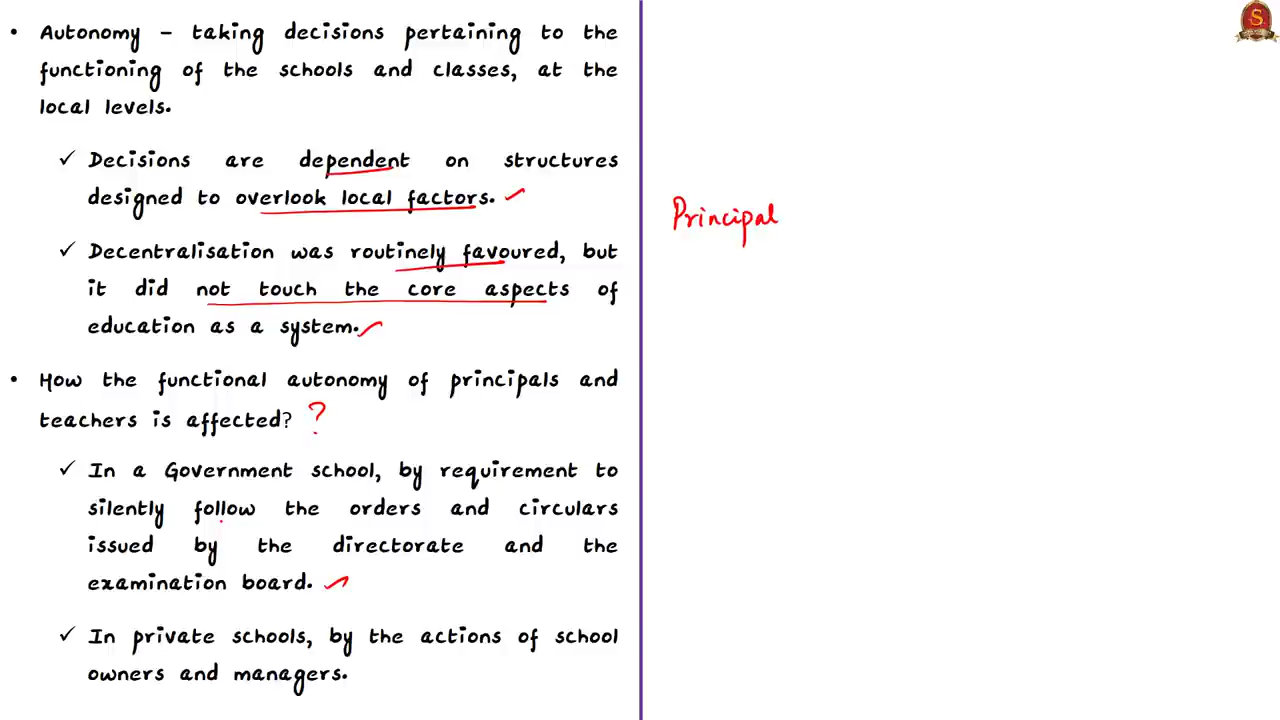 • Autonomy – taking decisions pertaining to the
functioning of the schools and classes, at the
local levels.
✓ Decisions are dependent on structures
designed to overlook local factors.
✓ Decentralisation was routinely favoured, but
it did not touch the core aspects of
education as a system.
• How the functional autonomy of principals and
teachers is affected? ?
✓ In a Government school, by requirement to
silently follow the orders and circulars
issued by the directorate and the
examination board.
✓ In private schools, by the actions of school
owners and managers.
Principal
S